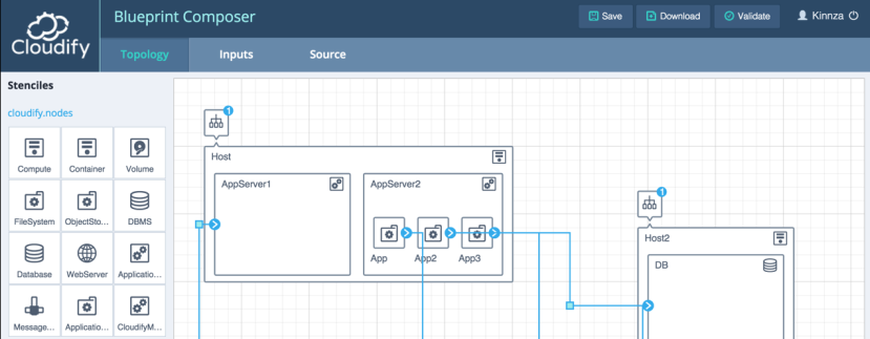 Cloudify
Blueprint Composer
Save
Download
Validate
Kinnza
Topology
Inputs
Source
Stenciles
cloudify.nodes
Compute
Container
Volume
FileSystem
ObjectSto...
DBMS
Database
WebServer
Applicatio...
Message...
Applicatio...
CloudifyM...
1
Host
AppServer1
AppServer2
App
App2
App3
1
Host2
DB